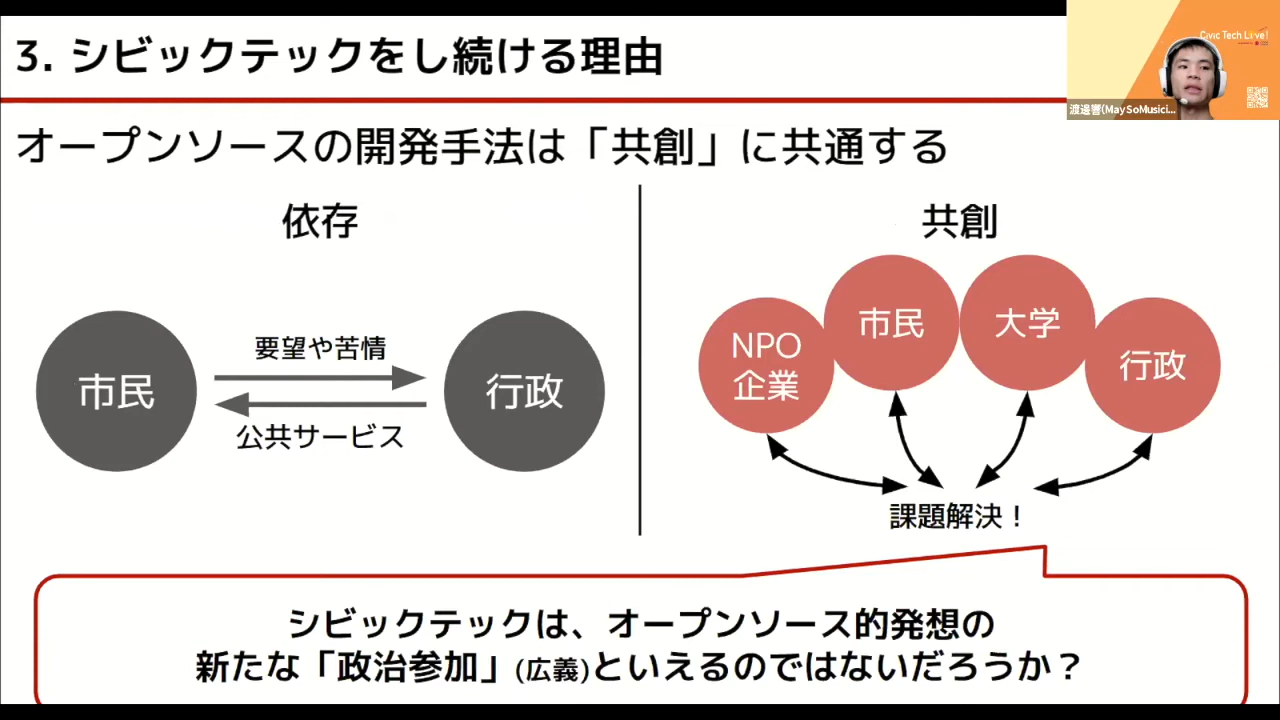 3. シビックテックをし続ける理由
Civic Tech Live!
渡邊響(MaySoMusici...
オープンソースの開発手法は「共創」に共通する
依存
共創
市民
要望や苦情
公共サービス
行政
NPO
企業
市民
大学
行政
課題解決！
シビックテックは、オープンソース的発想の
新たな「政治参加」(広義)といえるのではないだろうか？